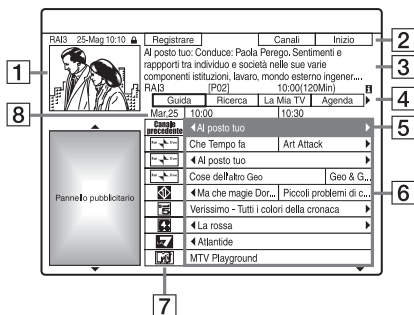 RAI3 25-Mag 10:10 Registrare Canali Inizio
Al posto tuo: Conduce: Paola Perego. Sentimenti e
rappporti tra individuo e società nelle sue varie
componenti istituzioni, lavaro, mondo esterno ingener....
RAI3 [P02] 10:00(120Min)
Guida Ricerca La Mia TV Agenda
Mar,25 10:00 10:30
Canale
precedente
Al posto tuo
Che Tempo fa Art Attack
Al posto tuo
Cose dell'atro Geo Geo & G...
Ma che magie Dor... Piccoli problemi di c...
Verissimo - Tutti i colori della cronaca
La rossa
Atlantide
MTV Playground
Pannello pubblicitario
1
2
3
4
5
6
7
8